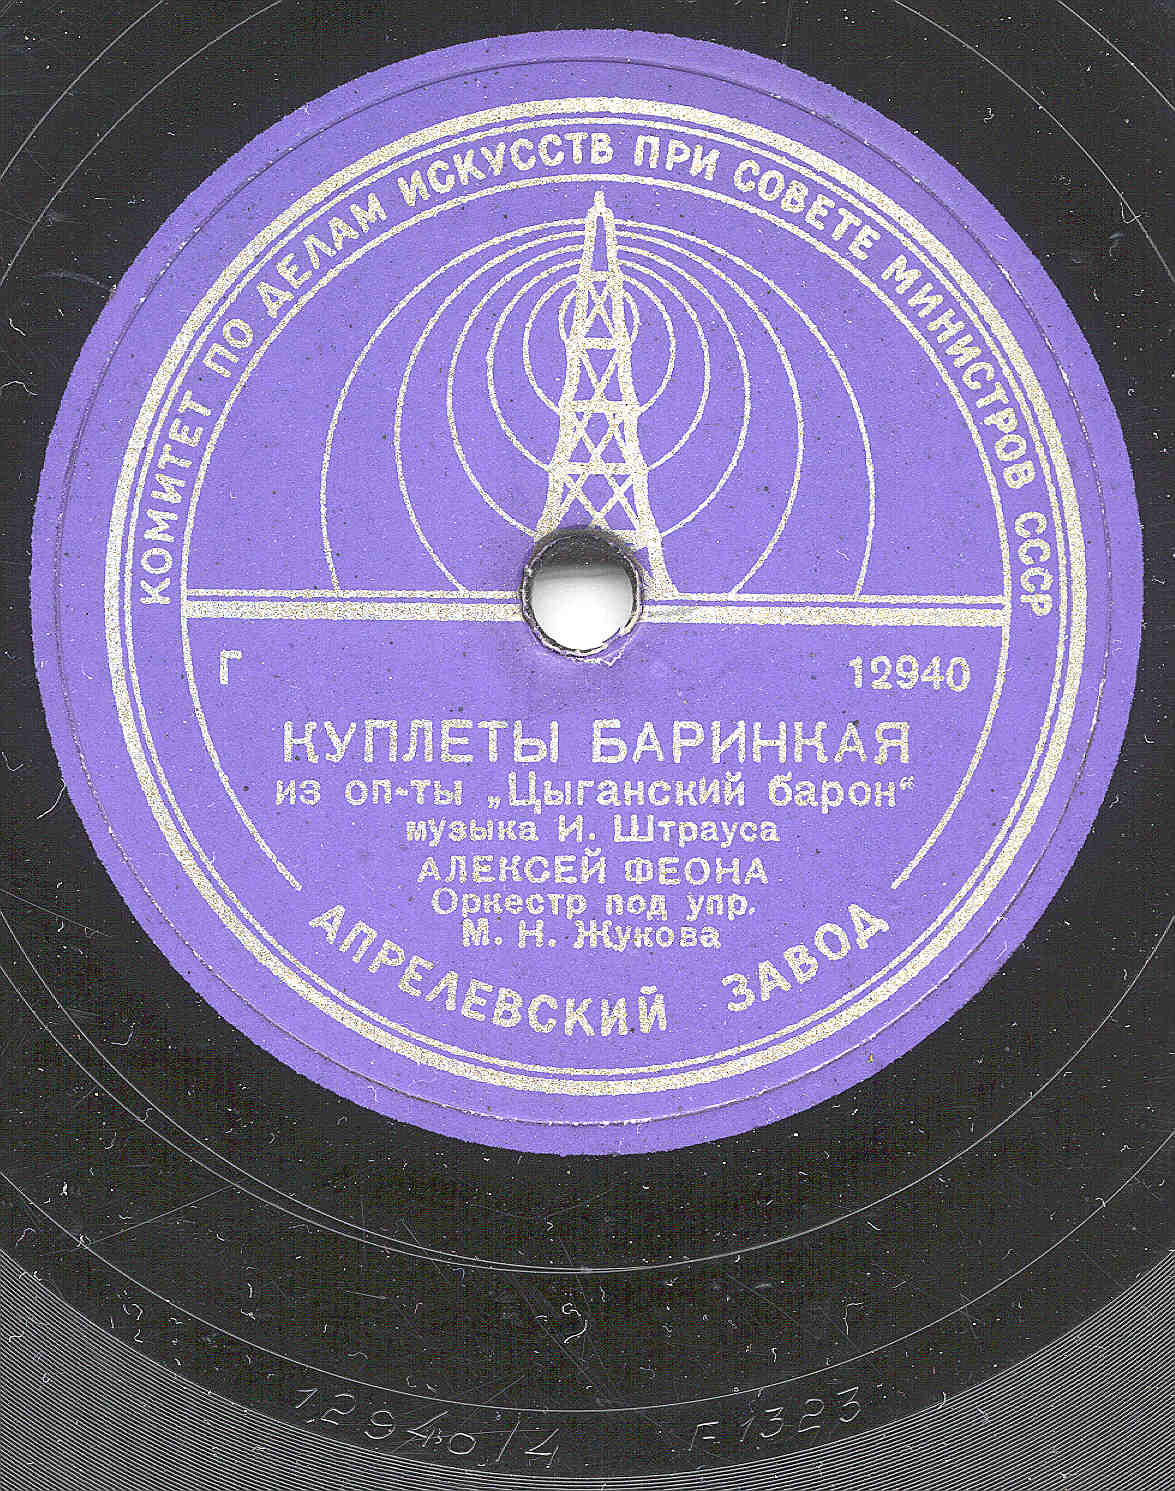 КОМИТЕТ ПО ДЕЛАМ ИСКУССТВ ПРИ СОВЕТЕ МИНИСТРОВ СССР
Г 12940
КУПЛЕТЫ БАРИНКАЯ
из оп-ты „Цыганский барон“
музыка И. Штрауса
АЛЕКСЕЙ ФЕОНА
Оркестр под упр.
М. Н. Жукова
АПРЕЛЕВСКИЙ ЗАВОД
12940/4 F 1323